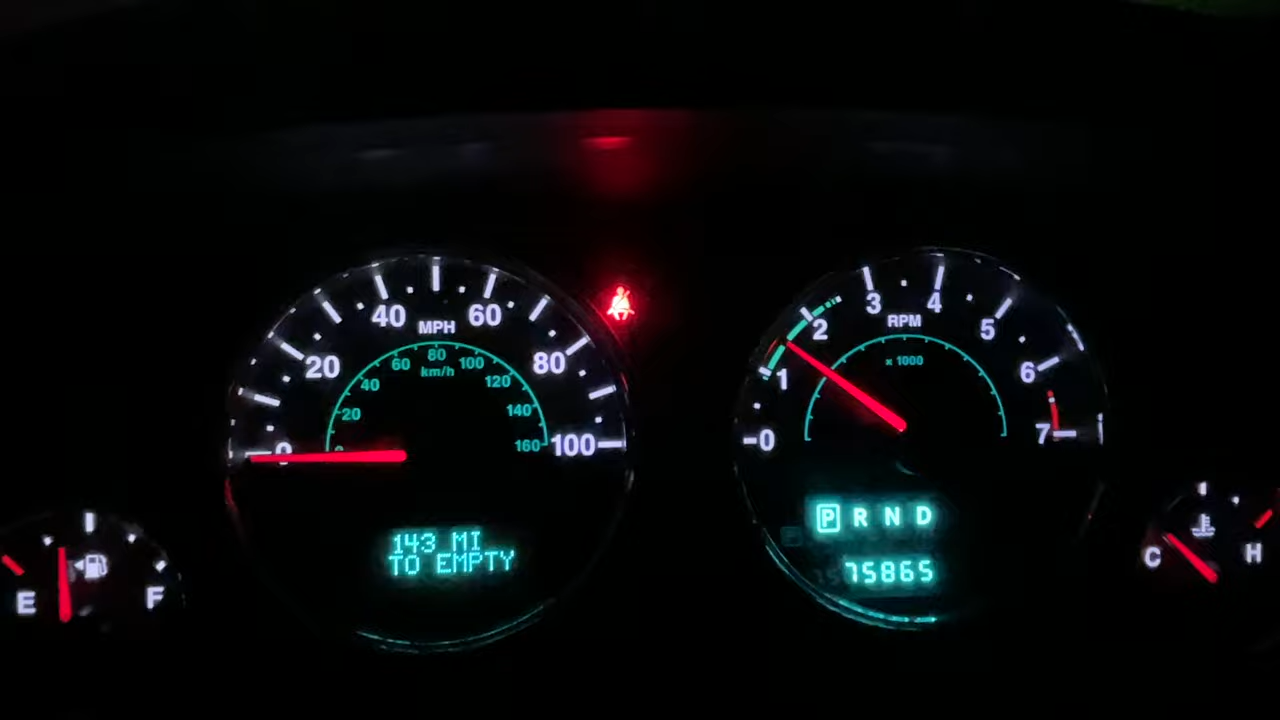 40 MPH 60
20 80
0 100
60 80 100
km/h
40 120
20 140
0 160
3 4
2 RPM 5
x 1000
1 6
0 7
E F
143 MI
TO EMPTY
P R N D
75865
C H